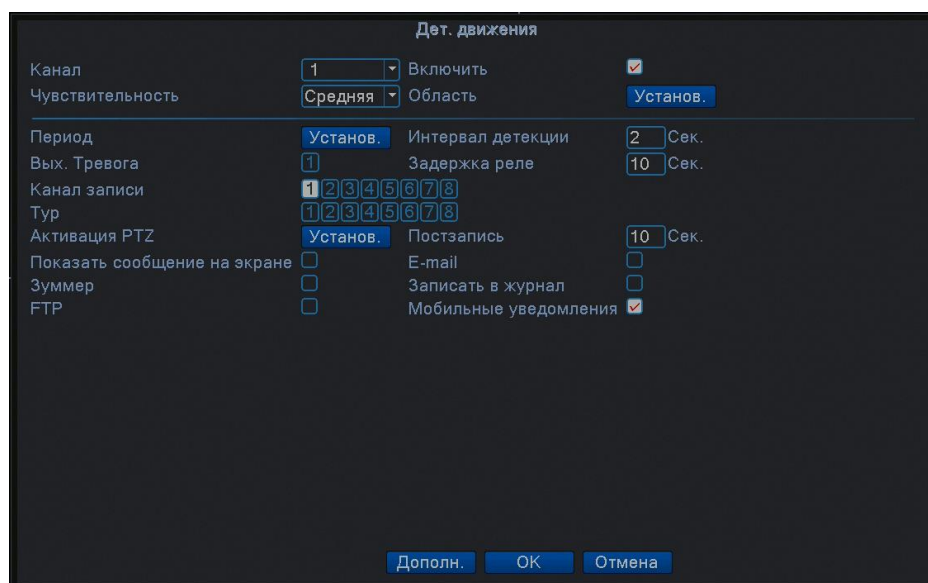 Дет. движения
Канал 1 Включить
Чувствительность Средняя Область Установ.
Период Установ. Интервал детекции 2 Сек.
Вых. Тревога 1 Задержка реле 10 Сек.
Канал записи 1 2 3 4 5 6 7 8
Тур 1 2 3 4 5 6 7 8
Активация PTZ Установ. Постзапись 10 Сек.
Показать сообщение на экране E-mail
Зуммер Записать в журнал
FTP Мобильные уведомления
Дополн. OK Отмена